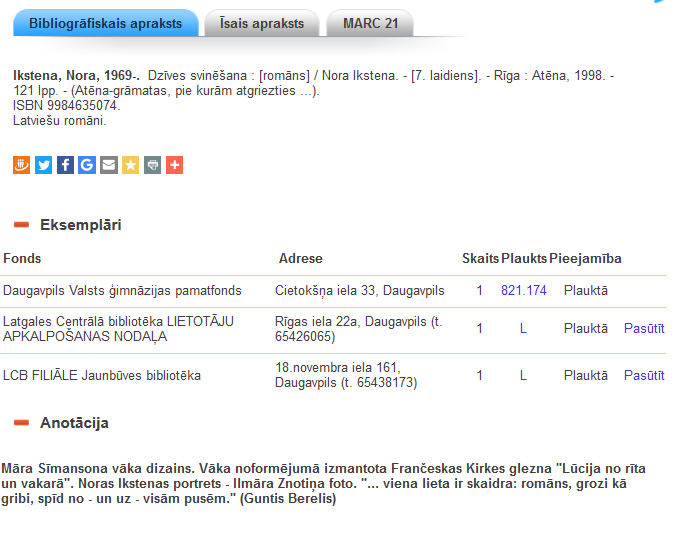 Bibliogrāfiskais apraksts Īsais apraksts MARC 21
Ikstena, Nora, 1969-. Dzīves svinēšana : [romāns] / Nora Ikstena. - [7. laidiens]. - Rīga : Atēna, 1998. -
121 lpp. - (Atēna-grāmatas, pie kurām atgriezties ...).
ISBN 9984635074.
Latviešu romāni.
Eksemplāri
Fonds Adrese Skaits Plaukts Pieejamība
Daugavpils Valsts ģimnāzijas pamatfonds Cietokšņa iela 33, Daugavpils 1 821.174 Plauktā
Latgales Centrālā bibliotēka LIETOTĀJU
APKALPOŠANAS NODAĻA
Rīgas iela 22a, Daugavpils (t.
65426065)
1 L Plauktā Pasūtīt
LCB FILIĀLE Jaunbūves bibliotēka
18.novembra iela 161,
Daugavpils (t. 65438173)
1 L Plauktā Pasūtīt
Anotācija
Māra Sīmansona vāka dizains. Vāka noformējumā izmantota Frančeskas Kirkes glezna "Lūcija no rīta
un vakarā". Noras Ikstenas portrets - Ilmāra Znotiņa foto. "... viena lieta ir skaidra: romāns, grozi kā
gribi, spīd no - un uz - visām pusēm." (Guntis Berelis)